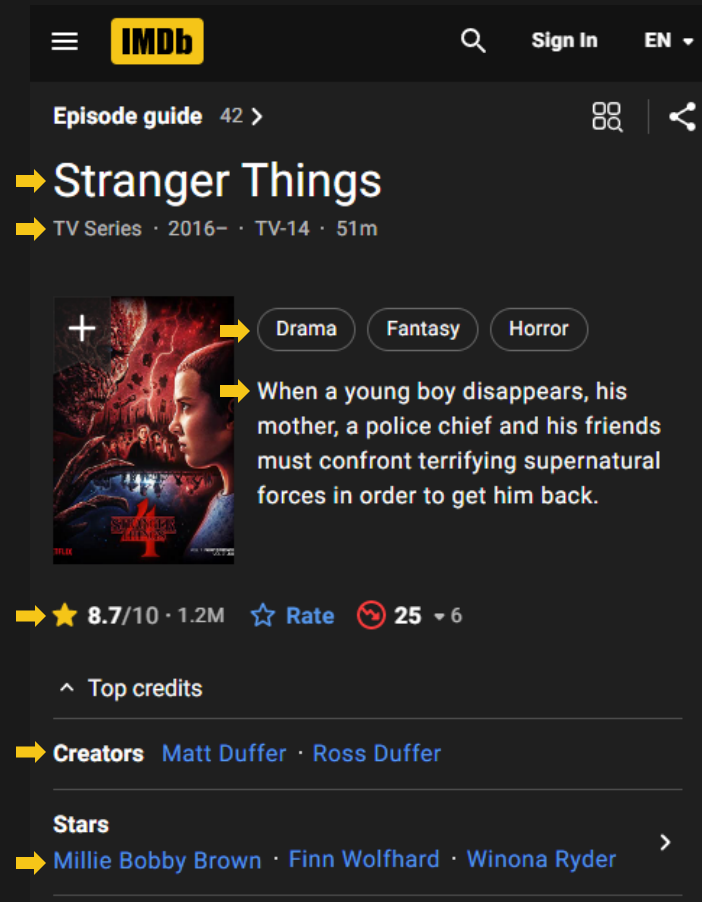 IMDb Sign In EN
Episode guide 42
Stranger Things
TV Series · 2016– · TV-14 · 51m
Drama Fantasy Horror
When a young boy disappears, his
mother, a police chief and his friends
must confront terrifying supernatural
forces in order to get him back.
STRANGER
THINGS
4
8.7/10 · 1.2M Rate 25 6
Top credits
Creators Matt Duffer · Ross Duffer
Stars
Millie Bobby Brown · Finn Wolfhard · Winona Ryder